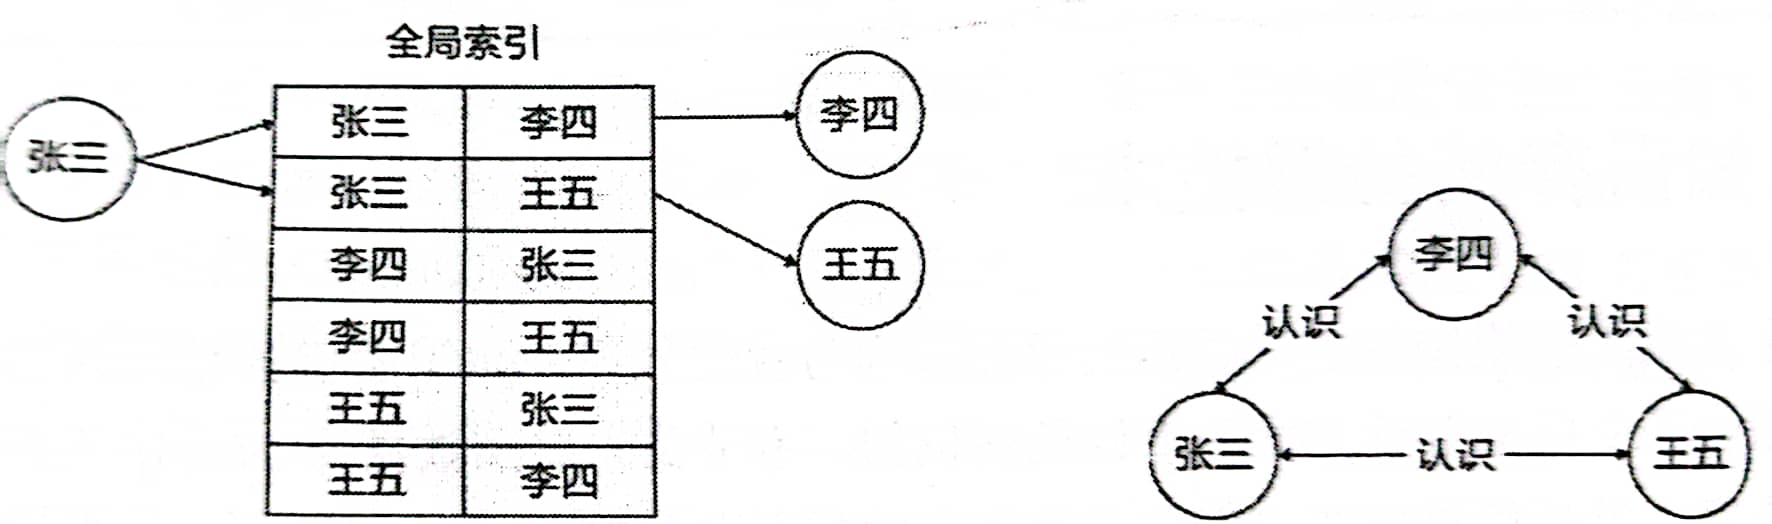 全局索引
张三
张三 李四
张三 王五
李四 张三
李四 王五
王五 张三
王五 李四
李四
王五
李四
认识 认识
张三 认识 王五